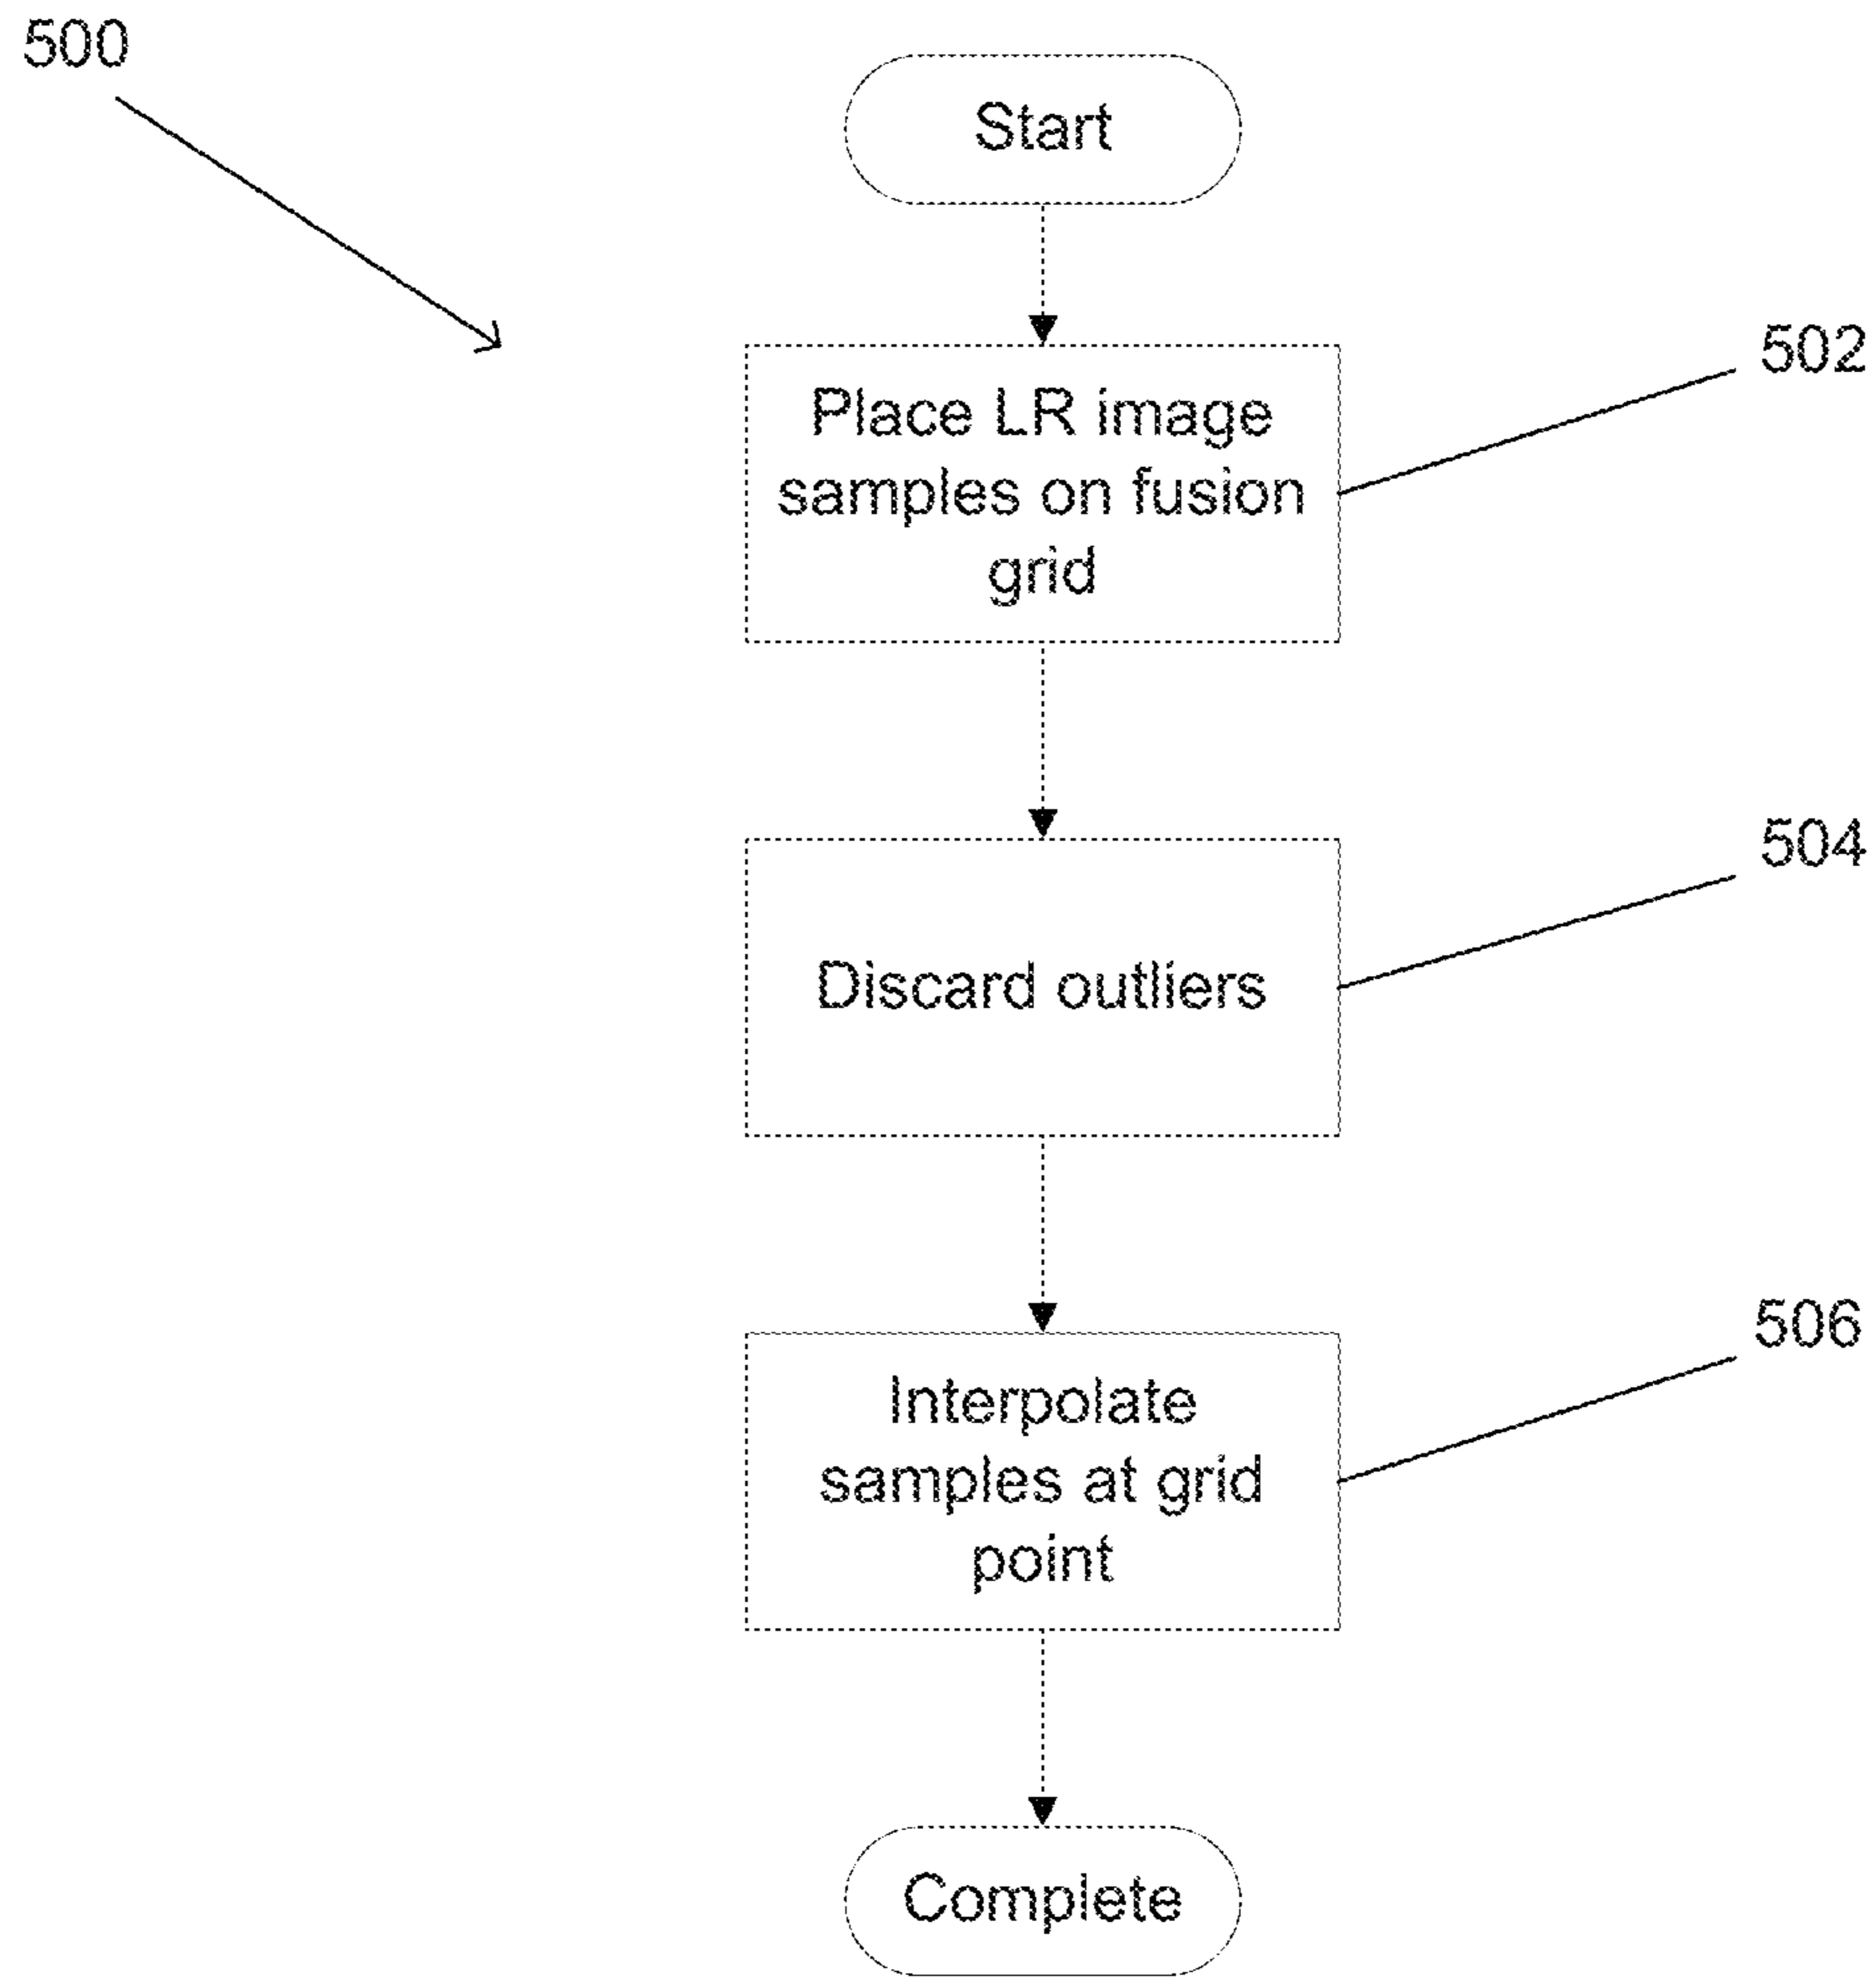 500
Start
Place LR image
samples on fusion
grid
502
Discard outliers
504
Interpolate
samples at grid
point
506
Complete